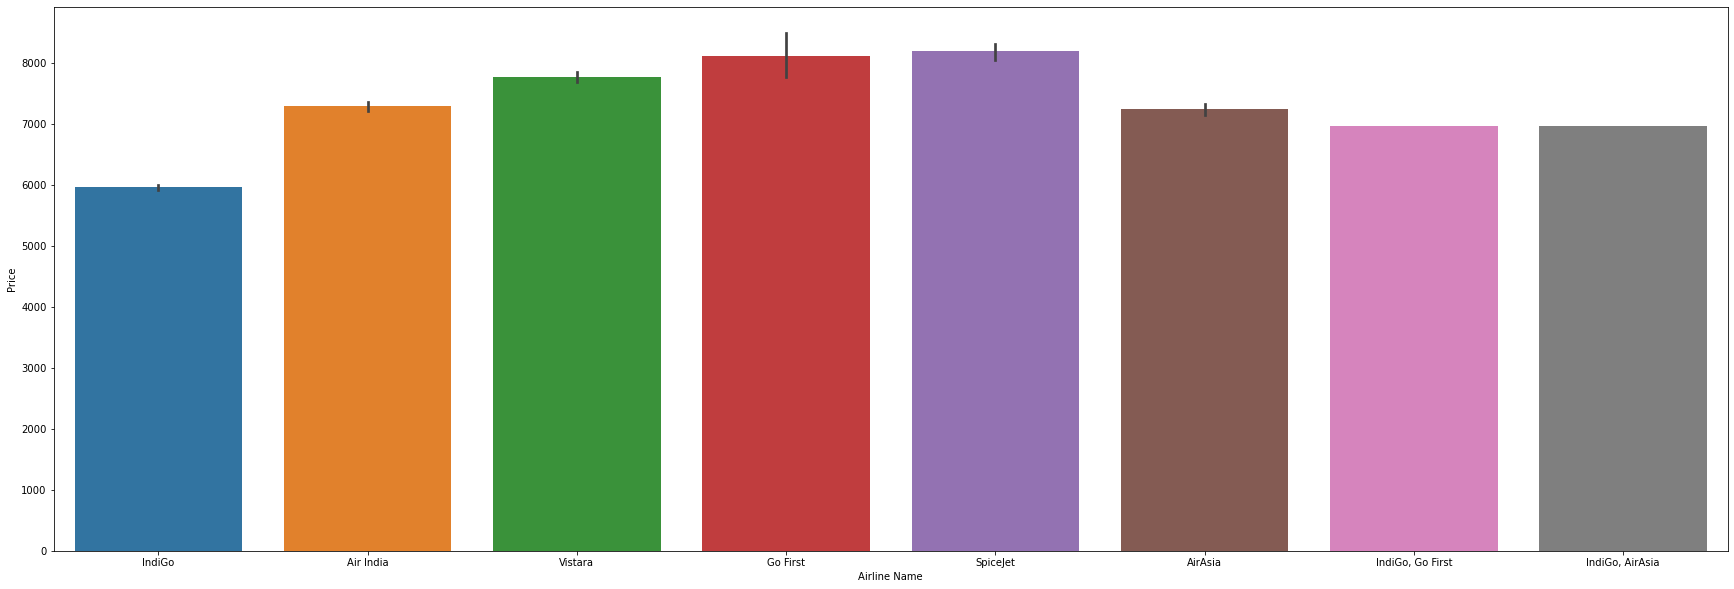 8000
7000
6000
5000
4000
3000
2000
1000
0
Price
IndiGo
Air India
Vistara
Go First
SpiceJet
AirAsia
IndiGo, Go First
IndiGo, AirAsia
Airline Name